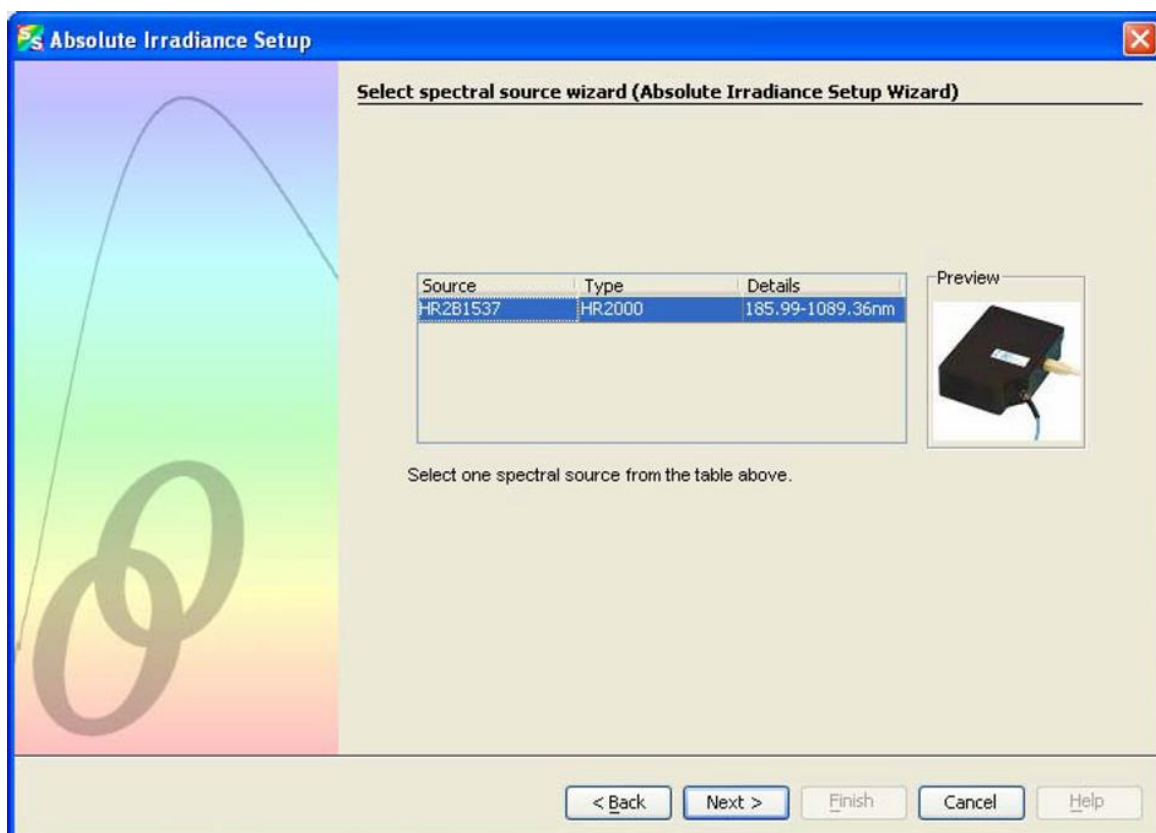 Absolute Irradiance Setup
Select spectral source wizard (Absolute Irradiance Setup Wizard)
Source Type Details
HR2B1537 HR2000 185.99-1089.36nm
Preview
Select one spectral source from the table above.
< Back Next > Finish Cancel Help